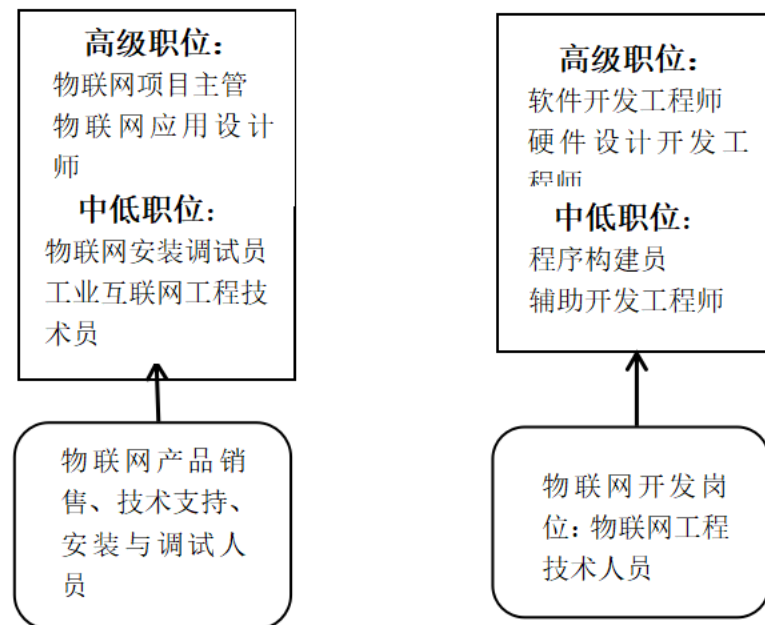 高级职位：
物联网项目主管
物联网应用设计
师
中低职位：
物联网安装调试员
工业互联网工程技
术员
物联网产品销
售、技术支持、
安装与调试人
员
高级职位：
软件开发工程师
硬件设计开发工
程师
中低职位：
程序构建员
辅助开发工程师
物联网开发岗
位：物联网工程
技术人员